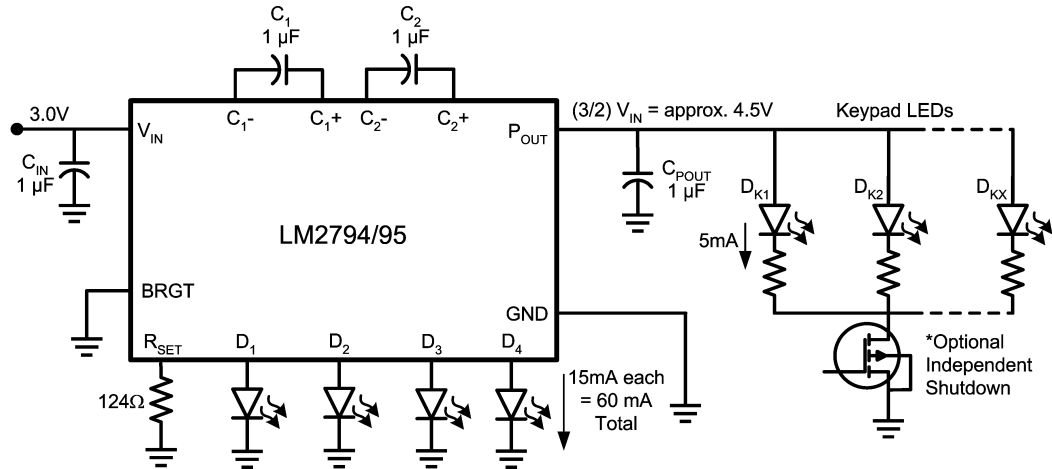 C1
1 µF
C2
1 µF
3.0V
C1-
C1+
C2-
C2+
(3/2) VIN = approx. 4.5V
Keypad LEDs
VIN
POUT
CIN
1 µF
CPOUT
1 µF
DK1
DK2
DKX
LM2794/95
5mA
BRGT
GND
RSET
D1
D2
D3
D4
*Optional
Independent
Shutdown
124Ω
15mA each
= 60 mA
Total